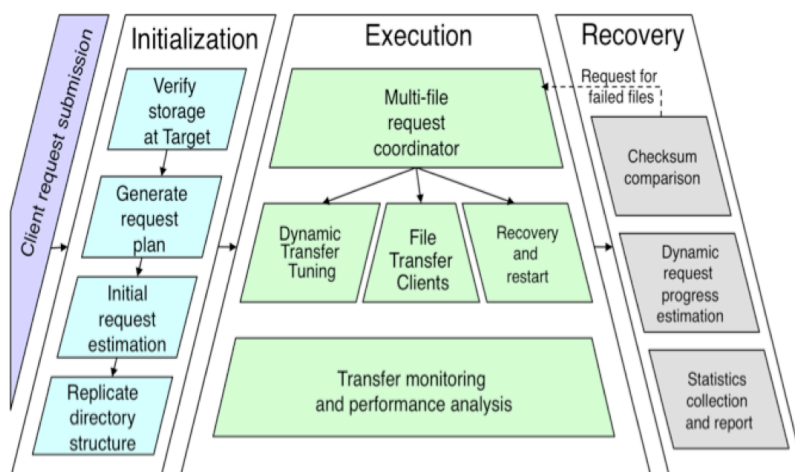 Client request submission
Initialization
Verify
storage
at Target
Generate
request
plan
Initial
request
estimation
Replicate
directory
structure
Execution
Multi-file
request
coordinator
Dynamic
Transfer
Tuning
File
Transfer
Clients
Recovery
and
restart
Transfer monitoring
and performance analysis
Recovery
Request for
failed files
Checksum
comparison
Dynamic
request
progress
estimation
Statistics
collection
and report